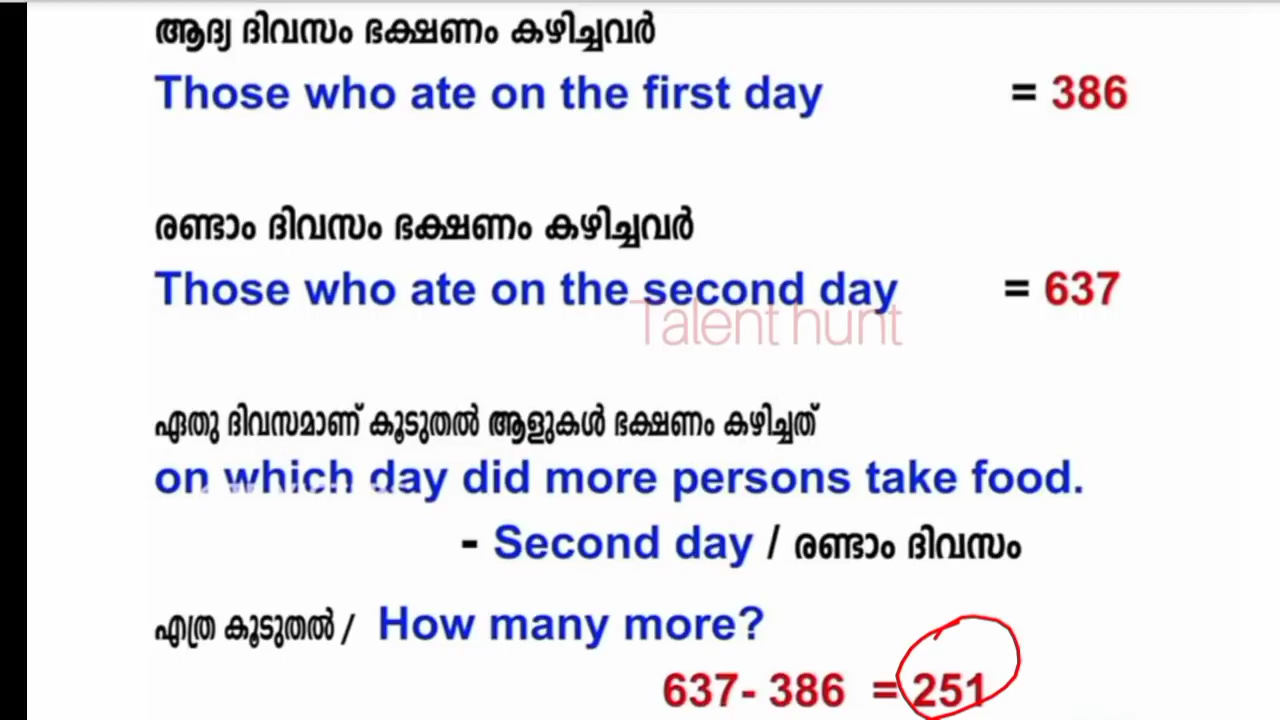 ആദ്യ ദിവസം ഭക്ഷണം കഴിച്ചവർ
Those who ate on the first day = 386
രണ്ടാം ദിവസം ഭക്ഷണം കഴിച്ചവർ
Those who ate on the second day = 637
Talent hunt
ഏതു ദിവസമാണ് കൂടുതൽ ആളുകൾ ഭക്ഷണം കഴിച്ചത്
on which day did more persons take food.
- Second day / രണ്ടാം ദിവസം
എത്ര കൂടുതൽ / How many more?
637- 386 = 251